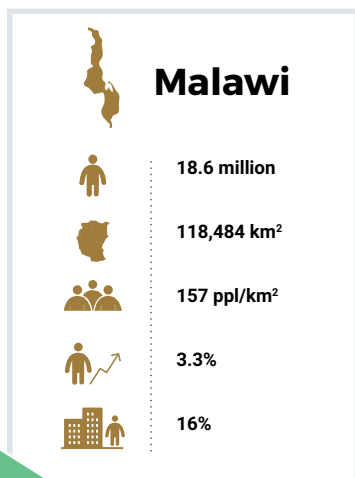 Malawi
18.6 million
118,484 km²
157 ppl/km²
3.3%
16%